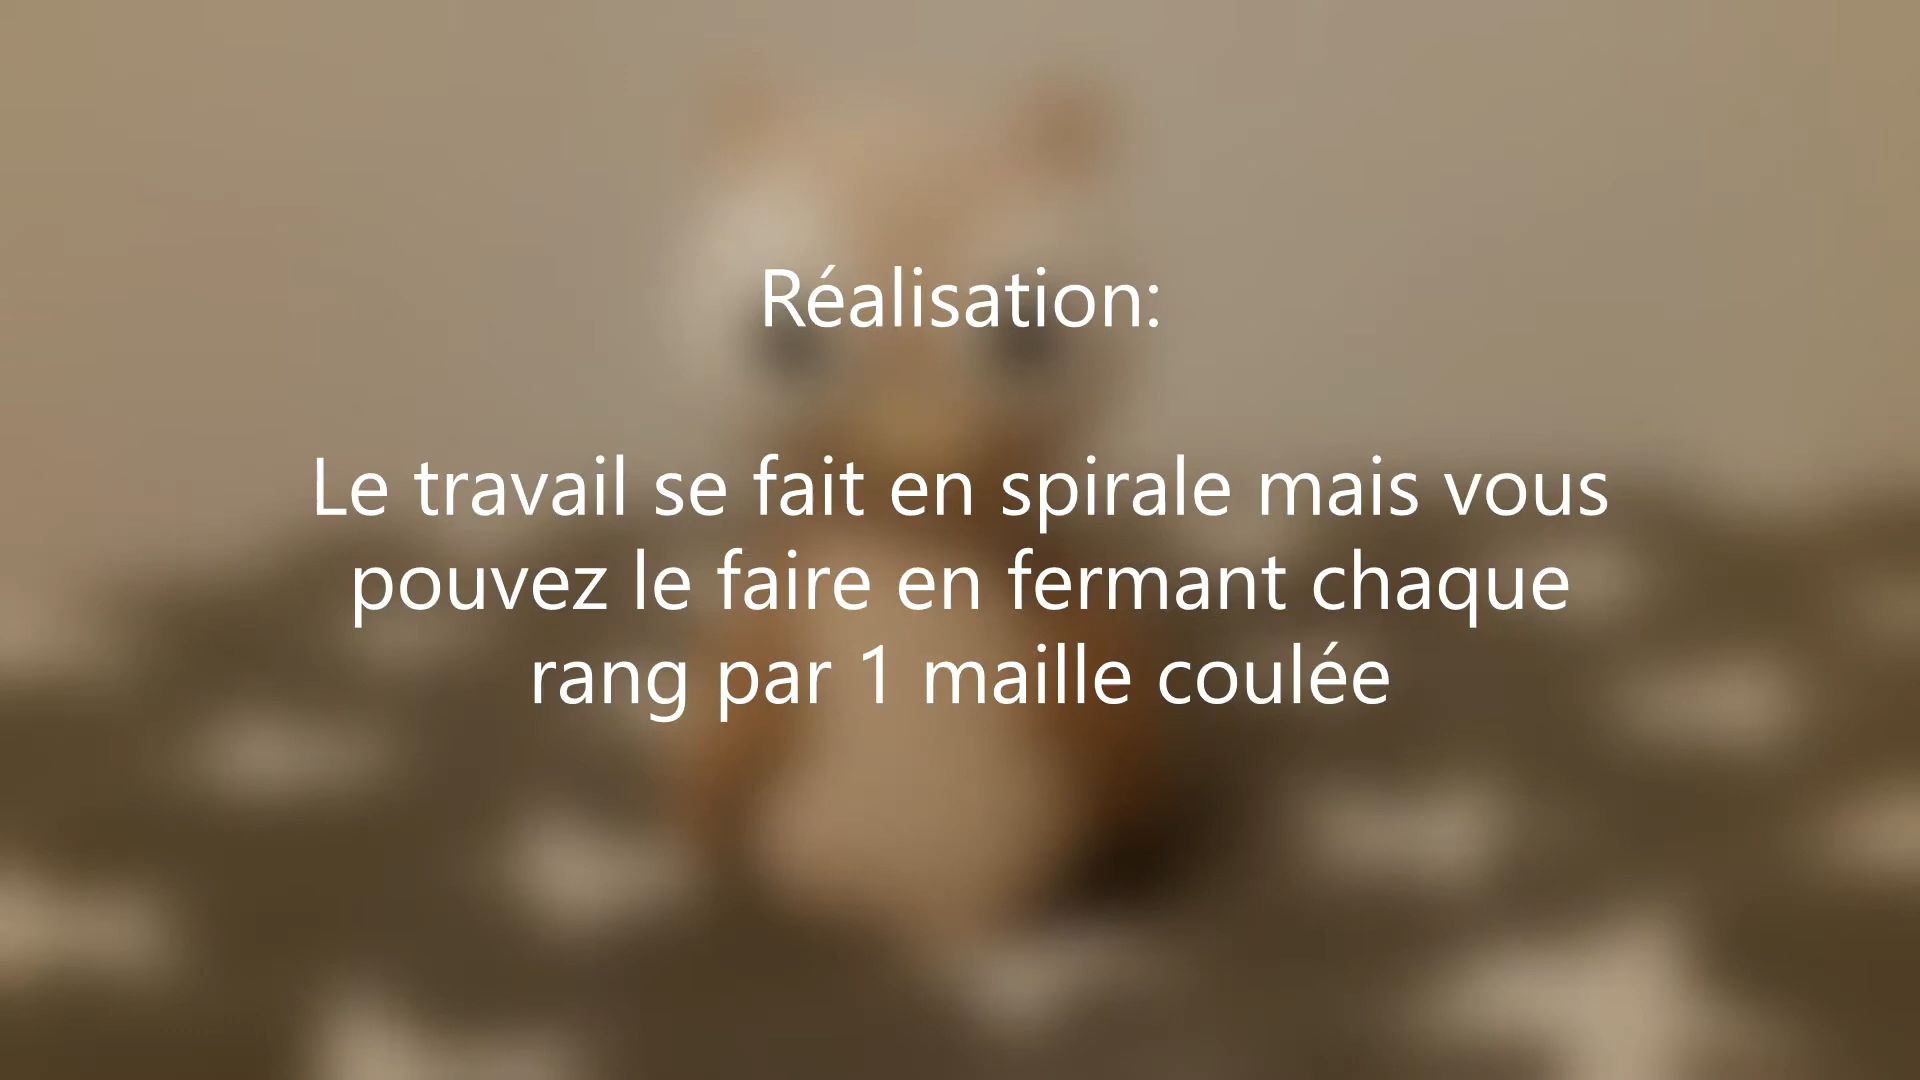 Réalisation:
Le travail se fait en spirale mais vous
pouvez le faire en fermant chaque
rang par 1 maille coulée